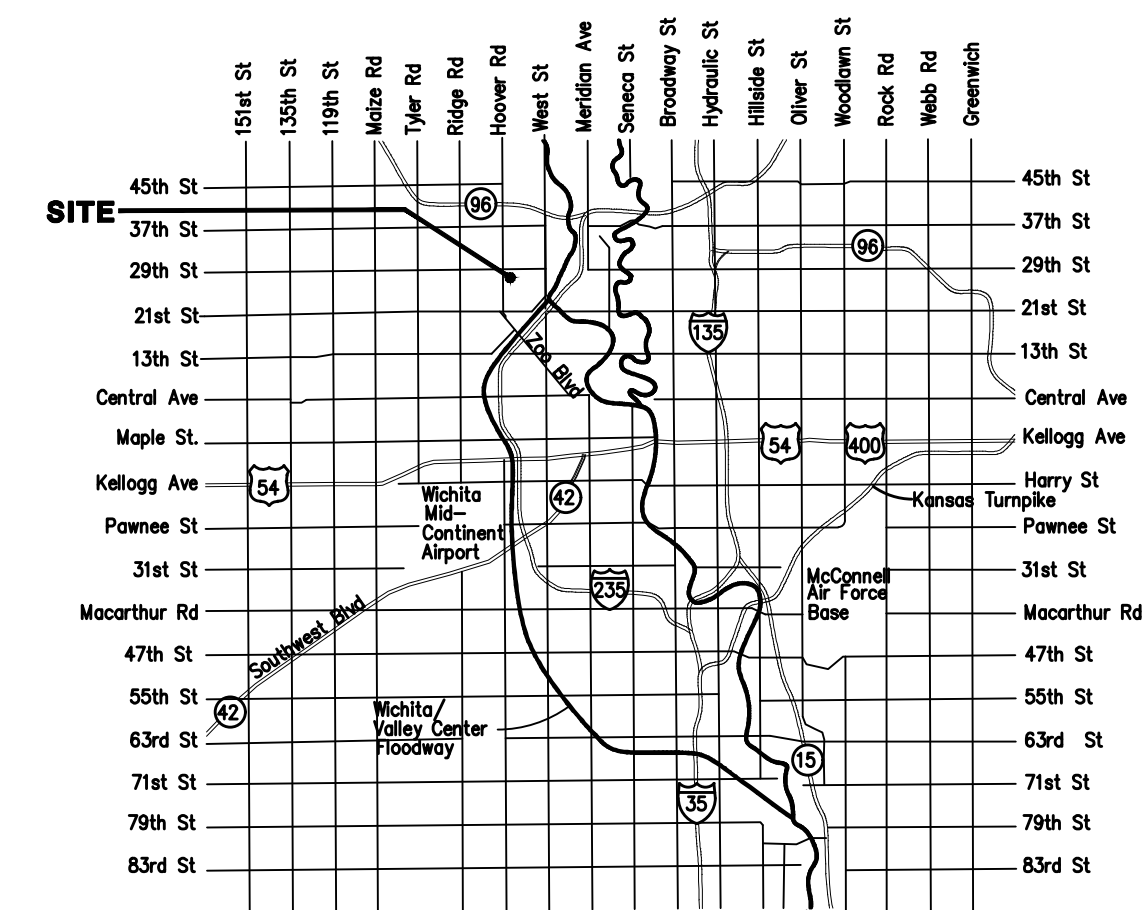 151st St
135th St
119th St
Maize Rd
Tyler Rd
Ridge Rd
Hoover Rd
West St
Meridian Ave
Seneca St
Broadway St
Hydraulic St
Hillside St
Oliver St
Woodlawn St
Rock Rd
Webb Rd
Greenwich
45th St
SITE
37th St
29th St
21st St
13th St
Central Ave
Maple St.
Kellogg Ave
Pawnee St
31st St
Macarthur Rd
47th St
55th St
63rd St
71st St
79th St
83rd St
96
96
135
Zoo Blvd
54
400
54
42
Wichita
Mid-
Continent
Airport
Kansas Turnpike
235
McConnell
Air Force
Base
Southwest Blvd
42
Wichita/
Valley Center
Floodway
15
35
45th St
37th St
29th St
21st St
13th St
Central Ave
Kellogg Ave
Harry St
Pawnee St
31st St
Macarthur Rd
47th St
55th St
63rd St
71st St
79th St
83rd St